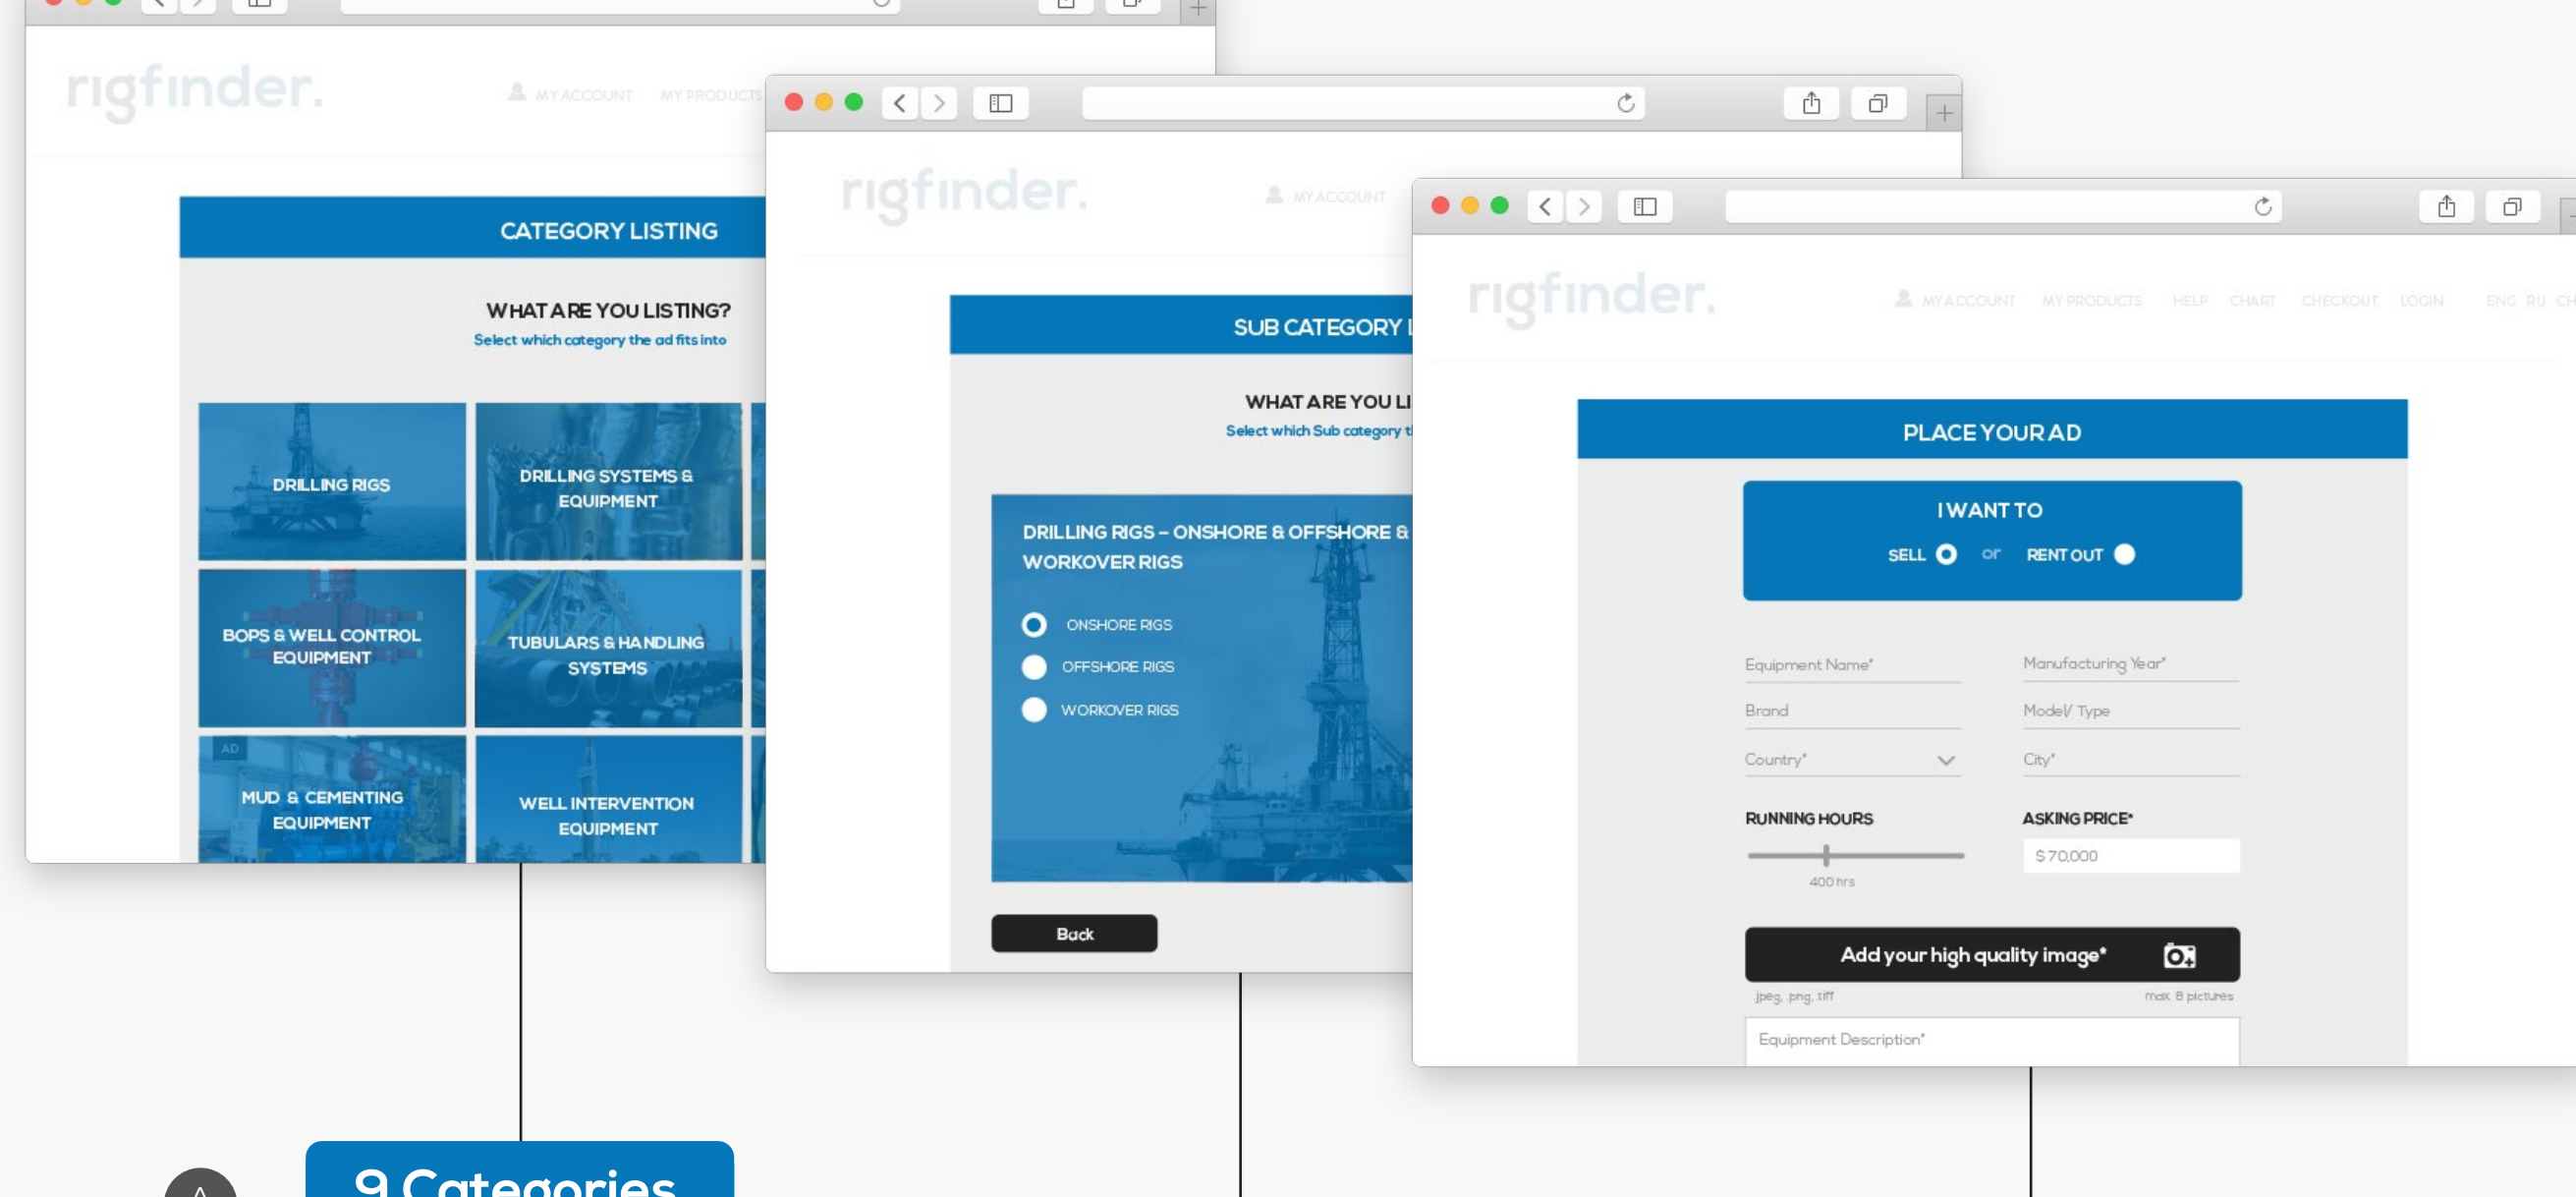 rigfinder.
MY ACCOUNT MY PRODUCTS
CATEGORY LISTING
WHAT ARE YOU LISTING?
Select which category the ad fits into
DRILLING RIGS
DRILLING SYSTEMS &
EQUIPMENT
BOPS & WELL CONTROL
EQUIPMENT
TUBULARS & HANDLING
SYSTEMS
AD
MUD & CEMENTING
EQUIPMENT
WELL INTERVENTION
EQUIPMENT
rigfinder.
MY ACCOUNT
SUB CATEGORY L
WHAT ARE YOU LI
Select which Sub category t
DRILLING RIGS – ONSHORE & OFFSHORE &
WORKOVER RIGS
ONSHORE RIGS
OFFSHORE RIGS
WORKOVER RIGS
Back
rigfinder.
MY ACCOUNT MY PRODUCTS HELP CHART CHECKOUT LOGIN ENG RU CH
PLACE YOUR AD
I WANT TO
SELL or RENT OUT
Equipment Name* Manufacturing Year*
Brand Model/ Type
Country* City*
RUNNING HOURS ASKING PRICE*
400 hrs $ 70,000
Add your high quality image*
.jpeg, .png, .tiff max. 8 pictures
Equipment Description*
A
9 Categories